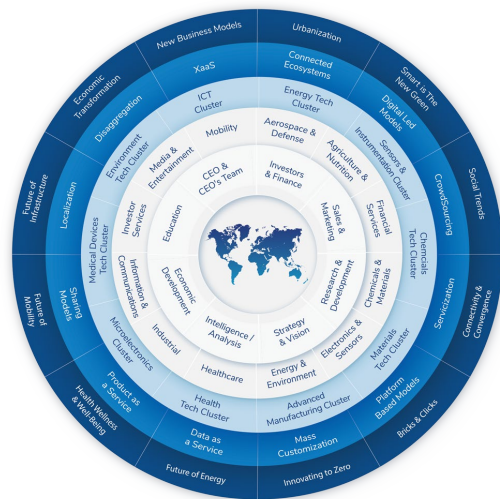 New Business Models
Urbanization
Smart is The
New Green
Social Trends
Connectivity &
Convergence
Bricks & Clicks
Innovating to Zero
Future of Energy
Health Wellness
& Well-Being
Future of
Mobility
Future of
Infrastructure
Economic
Transformation
XaaS
Connected
Ecosystems
Digital Led
Models
CrowdSourcing
Servicization
Platform
Based Models
Mass
Customization
Data as
a Service
Product as
a Service
Sharing
Models
Localization
Disaggregation
ICT
Cluster
Energy Tech
Cluster
Sensors &
Instrumentation Cluster
Chemcials
Tech Cluster
Materials
Tech Cluster
Advanced
Manufacturing Cluster
Health
Tech Cluster
Microelectronics
Cluster
Medical Devices
Tech Cluster
Environment
Tech Cluster
Mobility
Aerospace &
Defense
Agriculture &
Nutrition
Financial
Services
Chemicals &
Materials
Electronics &
Sensors
Energy &
Environment
Healthcare
Industrial
Information &
Communications
Investor
Services
Media &
Entertainment
CEO &
CEO's Team
Investors
& Finance
Sales &
Marketing
Research &
Development
Strategy
& Vision
Intelligence /
Analysis
Economic
Development
Education